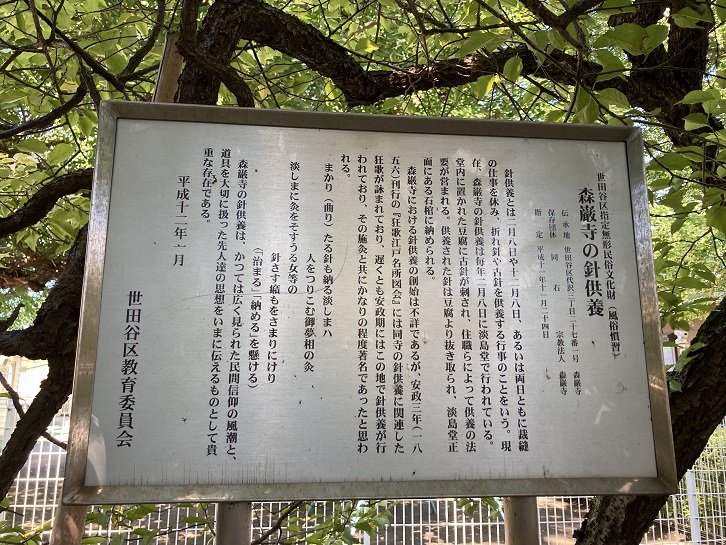 世田谷区指定無形民俗文化財（風俗慣習）
森巌寺の針供養
伝承地 世田谷区代沢三丁目二十七番一号 森巌寺
保存団体 同右 宗教法人 森巌寺
指定 平成十一年十一月二十四日
針供養とは二月八日や十二月八日、あるいは両日ともに裁縫
の仕事を休み、折れ針や古針を供養する行事のことをいう。現
在、森巌寺の針供養は毎年二月八日に淡島堂で行われている。
堂内に置かれた豆腐に古針が刺され、住職らによって供養の法
要が営まれる。供養された針は豆腐より抜き取られ、淡島堂正
面にある石棺に納められる。
森巌寺における針供養の創始は不詳であるが、安政三年（一八
五六）刊行の『狂歌江戸名所図会』には同寺の針供養に関連した
狂歌が詠まれており、遅くとも安政期にはこの地で針供養が行
われており、その施灸と共にかなりの程度著名であったと思わ
れる。
まかり（曲り）たる針も納る淡しまハ
人をつりこむ御夢相の灸
淡しまに灸をそすうる女等の
針さす痞もをさまりにけり
（「治まる」「納める」を懸ける）
森巌寺の針供養は、かつては広く見られた民間信仰の風潮と、
道具を大切に扱った先人達の思想をいまに伝えるものとして貴
重な存在である。
平成十二年 月
世田谷区教育委員会